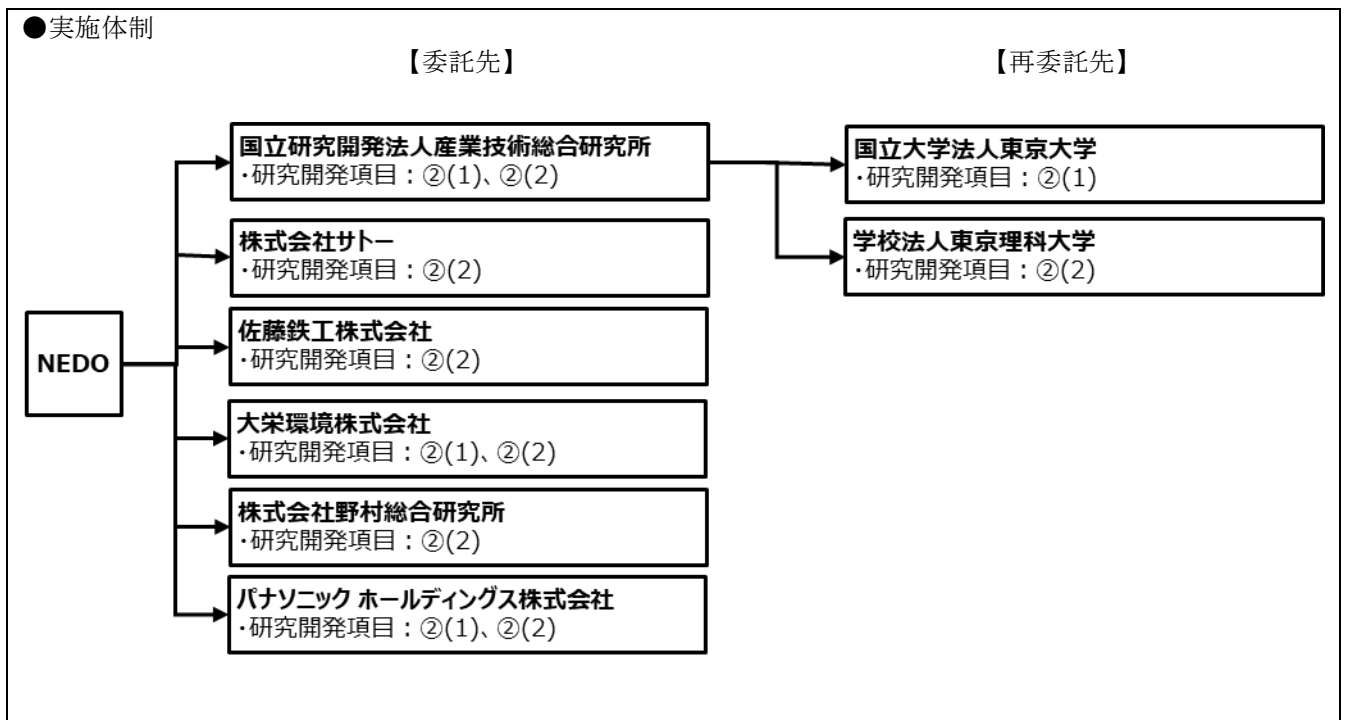 ●実施体制
【委託先】
【再委託先】
NEDO
国立研究開発法人産業技術総合研究所
・研究開発項目：②(1)、②(2)
株式会社サトー
・研究開発項目：②(2)
佐藤鉄工株式会社
・研究開発項目：②(2)
大栄環境株式会社
・研究開発項目：②(1)、②(2)
株式会社野村総合研究所
・研究開発項目：②(2)
パナソニック ホールディングス株式会社
・研究開発項目：②(1)、②(2)
国立大学法人東京大学
・研究開発項目：②(1)
学校法人東京理科大学
・研究開発項目：②(2)